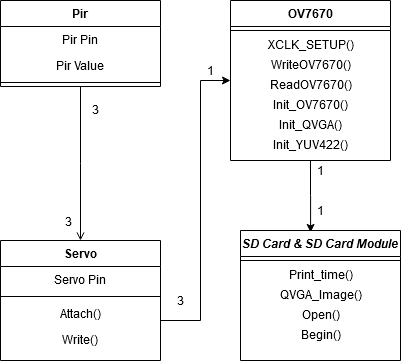 Pir
Pir Pin
Pir Value
3
3
Servo
Servo Pin
Attach()
Write()
3
1
OV7670
XCLK_SETUP()
WriteOV7670()
ReadOV7670()
Init_OV7670()
Init_QVGA()
Init_YUV422()
1
1
SD Card & SD Card Module
Print_time()
QVGA_Image()
Open()
Begin()